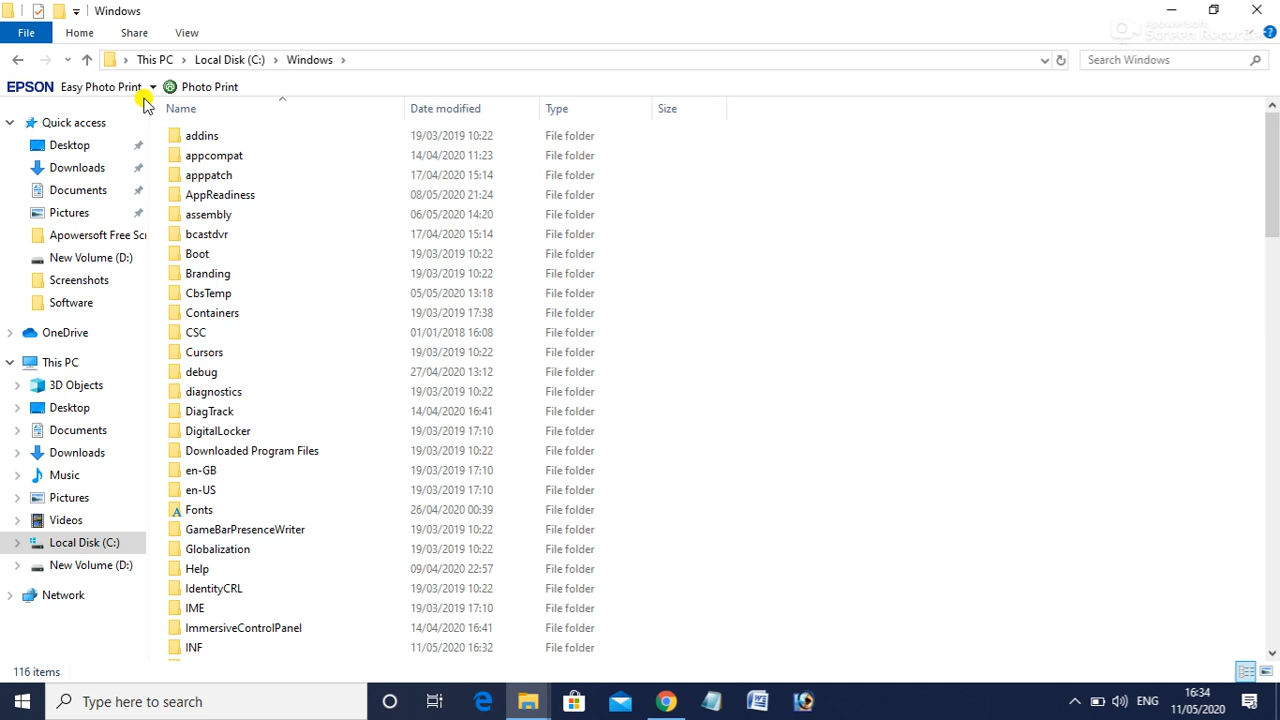 Windows
File Home Share View
Apowersoft
Screen Recorder
This PC Local Disk (C:) Windows Search Windows
EPSON Easy Photo Print Photo Print
Name Date modified Type Size
Quick access
Desktop
Downloads
Documents
Pictures
Apowersoft Free Scr
New Volume (D:)
Screenshots
Software
OneDrive
This PC
3D Objects
Desktop
Documents
Downloads
Music
Pictures
Videos
Local Disk (C:)
New Volume (D:)
Network
addins 19/03/2019 10:22 File folder
appcompat 14/04/2020 11:23 File folder
apppatch 17/04/2020 15:14 File folder
AppReadiness 08/05/2020 21:24 File folder
assembly 06/05/2020 14:20 File folder
bcastdvr 17/04/2020 15:14 File folder
Boot 19/03/2019 10:22 File folder
Branding 19/03/2019 10:22 File folder
CbsTemp 05/05/2020 13:18 File folder
Containers 19/03/2019 17:38 File folder
CSC 01/01/2018 16:08 File folder
Cursors 19/03/2019 10:22 File folder
debug 27/04/2020 13:12 File folder
diagnostics 19/03/2019 10:22 File folder
DiagTrack 14/04/2020 16:41 File folder
DigitalLocker 19/03/2019 17:10 File folder
Downloaded Program Files 19/03/2019 10:22 File folder
en-GB 19/03/2019 17:10 File folder
en-US 19/03/2019 17:10 File folder
Fonts 26/04/2020 00:39 File folder
GameBarPresenceWriter 19/03/2019 10:22 File folder
Globalization 19/03/2019 10:22 File folder
Help 09/04/2020 22:57 File folder
IdentityCRL 19/03/2019 10:22 File folder
IME 19/03/2019 17:10 File folder
ImmersiveControlPanel 14/04/2020 16:41 File folder
INF 11/05/2020 16:32 File folder
116 items
Type here to search ENG 16:34
11/05/2020